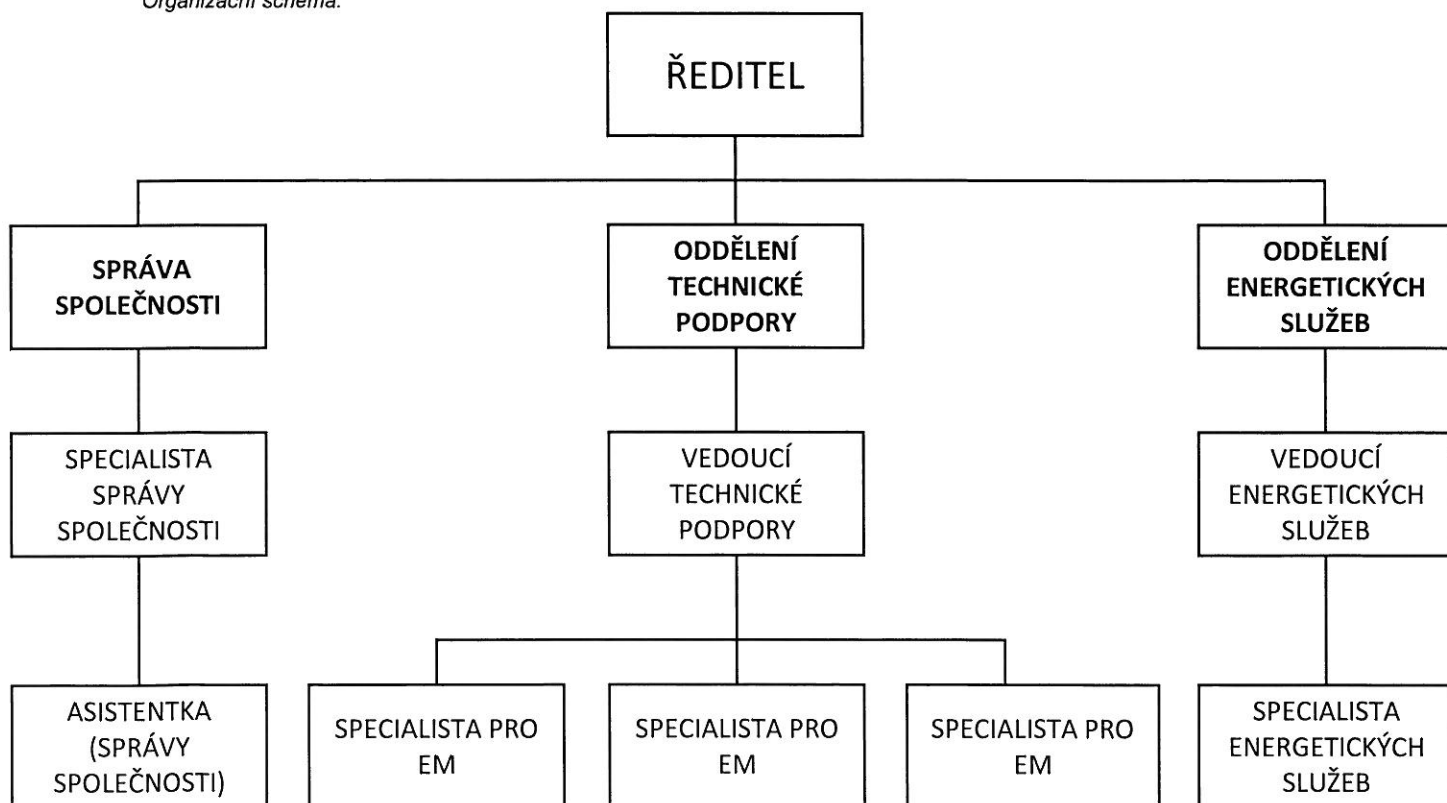 Organizační schéma:
ŘEDITEL
SPRÁVA
SPOLEČNOSTI
ODDĚLENÍ
TECHNICKÉ
PODPORY
ODDĚLENÍ
ENERGETICKÝCH
SLUŽEB
SPECIALISTA
SPRÁVY
SPOLEČNOSTI
VEDOUCÍ
TECHNICKÉ
PODPORY
VEDOUCÍ
ENERGETICKÝCH
SLUŽEB
ASISTENTKA
(SPRÁVY
SPOLEČNOSTI)
SPECIALISTA PRO
EM
SPECIALISTA PRO
EM
SPECIALISTA PRO
EM
SPECIALISTA
ENERGETICKÝCH
SLUŽEB